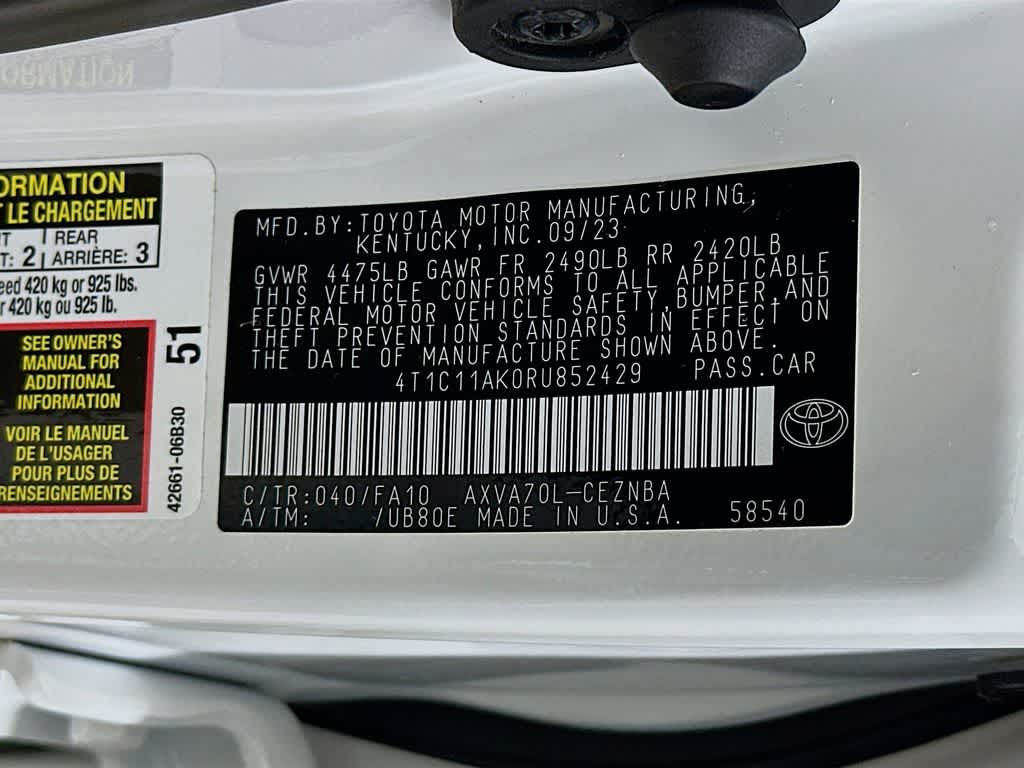 ORMATION
ORMATION
LE CHARGEMENT
REAR
: 2 ARRIÈRE: 3
420 kg or 925 lbs.
420 kg ou 925 lb.
SEE OWNER'S
MANUAL FOR
ADDITIONAL
INFORMATION
VOIR LE MANUEL
DE L'USAGER
POUR PLUS DE
RENSEIGNEMENTS
51
42661-06B30
MFD.BY:TOYOTA MOTOR MANUFACTURING,
KENTUCKY,INC.09/23
GVWR 4475LB GAWR FR 2490LB RR 2420LB
THIS VEHICLE CONFORMS TO ALL APPLICABLE
FEDERAL MOTOR VEHICLE SAFETY,BUMPER,AND
THEFT PREVENTION STANDARDS IN EFFECT ON
THE DATE OF MANUFACTURE SHOWN ABOVE.
4T1C11AK0RU852429 PASS.CAR
C/TR:040/FA10 AXVA70L-CEZNBA
A/TM: /UB80E MADE IN U.S.A. 58540